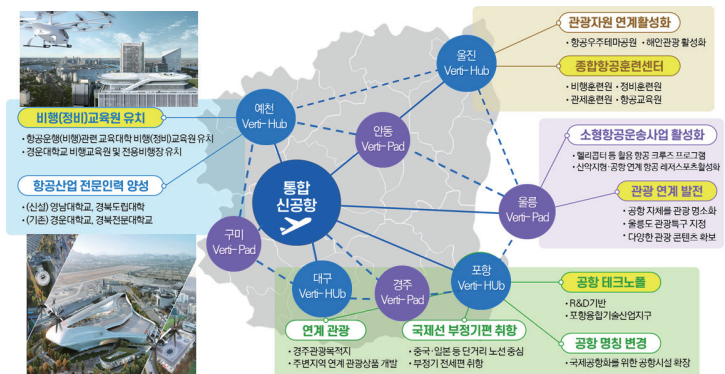 관광자원 연계활성화
• 항공우주테마공원 • 해안관광 활성화
종합항공훈련센터
• 비행훈련원 • 정비훈련원
• 관제훈련원 • 항공교육원
울진
Verti-Hub
비행(정비)교육원 유치
• 항공운행(비행)관련 교육대학 비행(정비)교육원 유치
• 경운대학교 비행교육원 및 전용비행장 유치
항공산업 전문인력 양성
• (신설) 영남대학교, 경북도립대학
• (기존) 경운대학교, 경북전문대학교
예천
Verti-Hub
안동
Verti-Pad
통합
신공항
소형항공운송사업 활성화
• 헬리콥터 등 활용 항공 크루즈 프로그램
• 산악지형·공항 연계 항공 레저스포츠활성화
관광 연계 발전
• 공항 자체를 관광 명소화
• 울릉도 관광특구 지정
• 다양한 관광 콘텐츠 확보
울릉
Verti-Pad
구미
Verti-Pad
대구
Verti-HUb
경주
Verti-Pad
포항
Verti-HUb
연계 관광
• 경주관광목적지
• 주변지역 연계 관광상품 개발
국제선 부정기편 취항
• 중국·일본 등 단거리 노선 중심
• 부정기 전세편 취항
공항 테크노폴
• R&D기반
• 포항융합기술산업지구
공항 명칭 변경
• 국제공항화를 위한 공항시설 확장